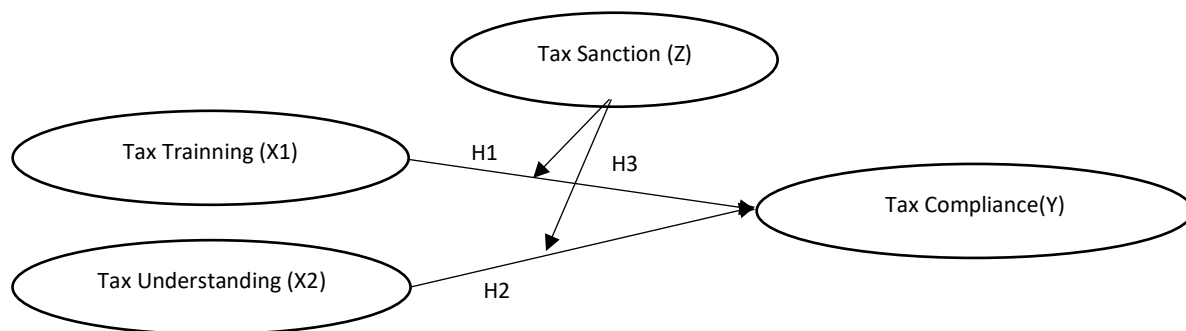 Tax Sanction (Z)
Tax Trainning (X1)
H1
H3
Tax Compliance(Y)
Tax Understanding (X2)
H2